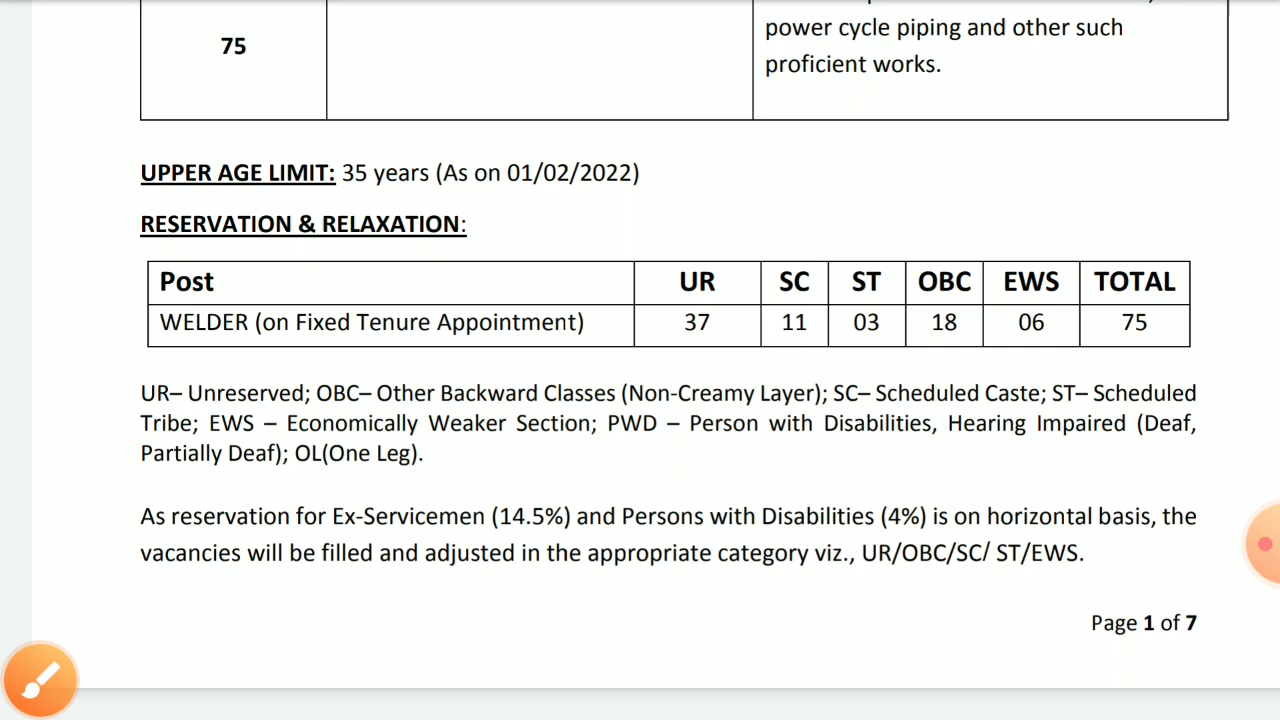 power cycle piping and other such
75
proficient works.
UPPER AGE LIMIT: 35 years (As on 01/02/2022)
RESERVATION & RELAXATION:
Post UR SC ST OBC EWS TOTAL
WELDER (on Fixed Tenure Appointment) 37 11 03 18 06 75
UR– Unreserved; OBC– Other Backward Classes (Non-Creamy Layer); SC– Scheduled Caste; ST– Scheduled
Tribe; EWS – Economically Weaker Section; PWD – Person with Disabilities, Hearing Impaired (Deaf,
Partially Deaf); OL(One Leg).
As reservation for Ex-Servicemen (14.5%) and Persons with Disabilities (4%) is on horizontal basis, the
vacancies will be filled and adjusted in the appropriate category viz., UR/OBC/SC/ ST/EWS.
Page 1 of 7